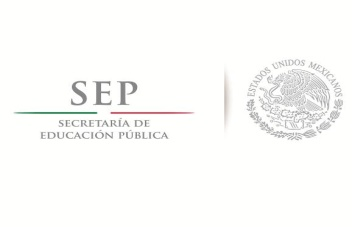 SEP
SECRETARÍA DE
EDUCACIÓN PÚBLICA
ESTADOS UNIDOS MEXICANOS